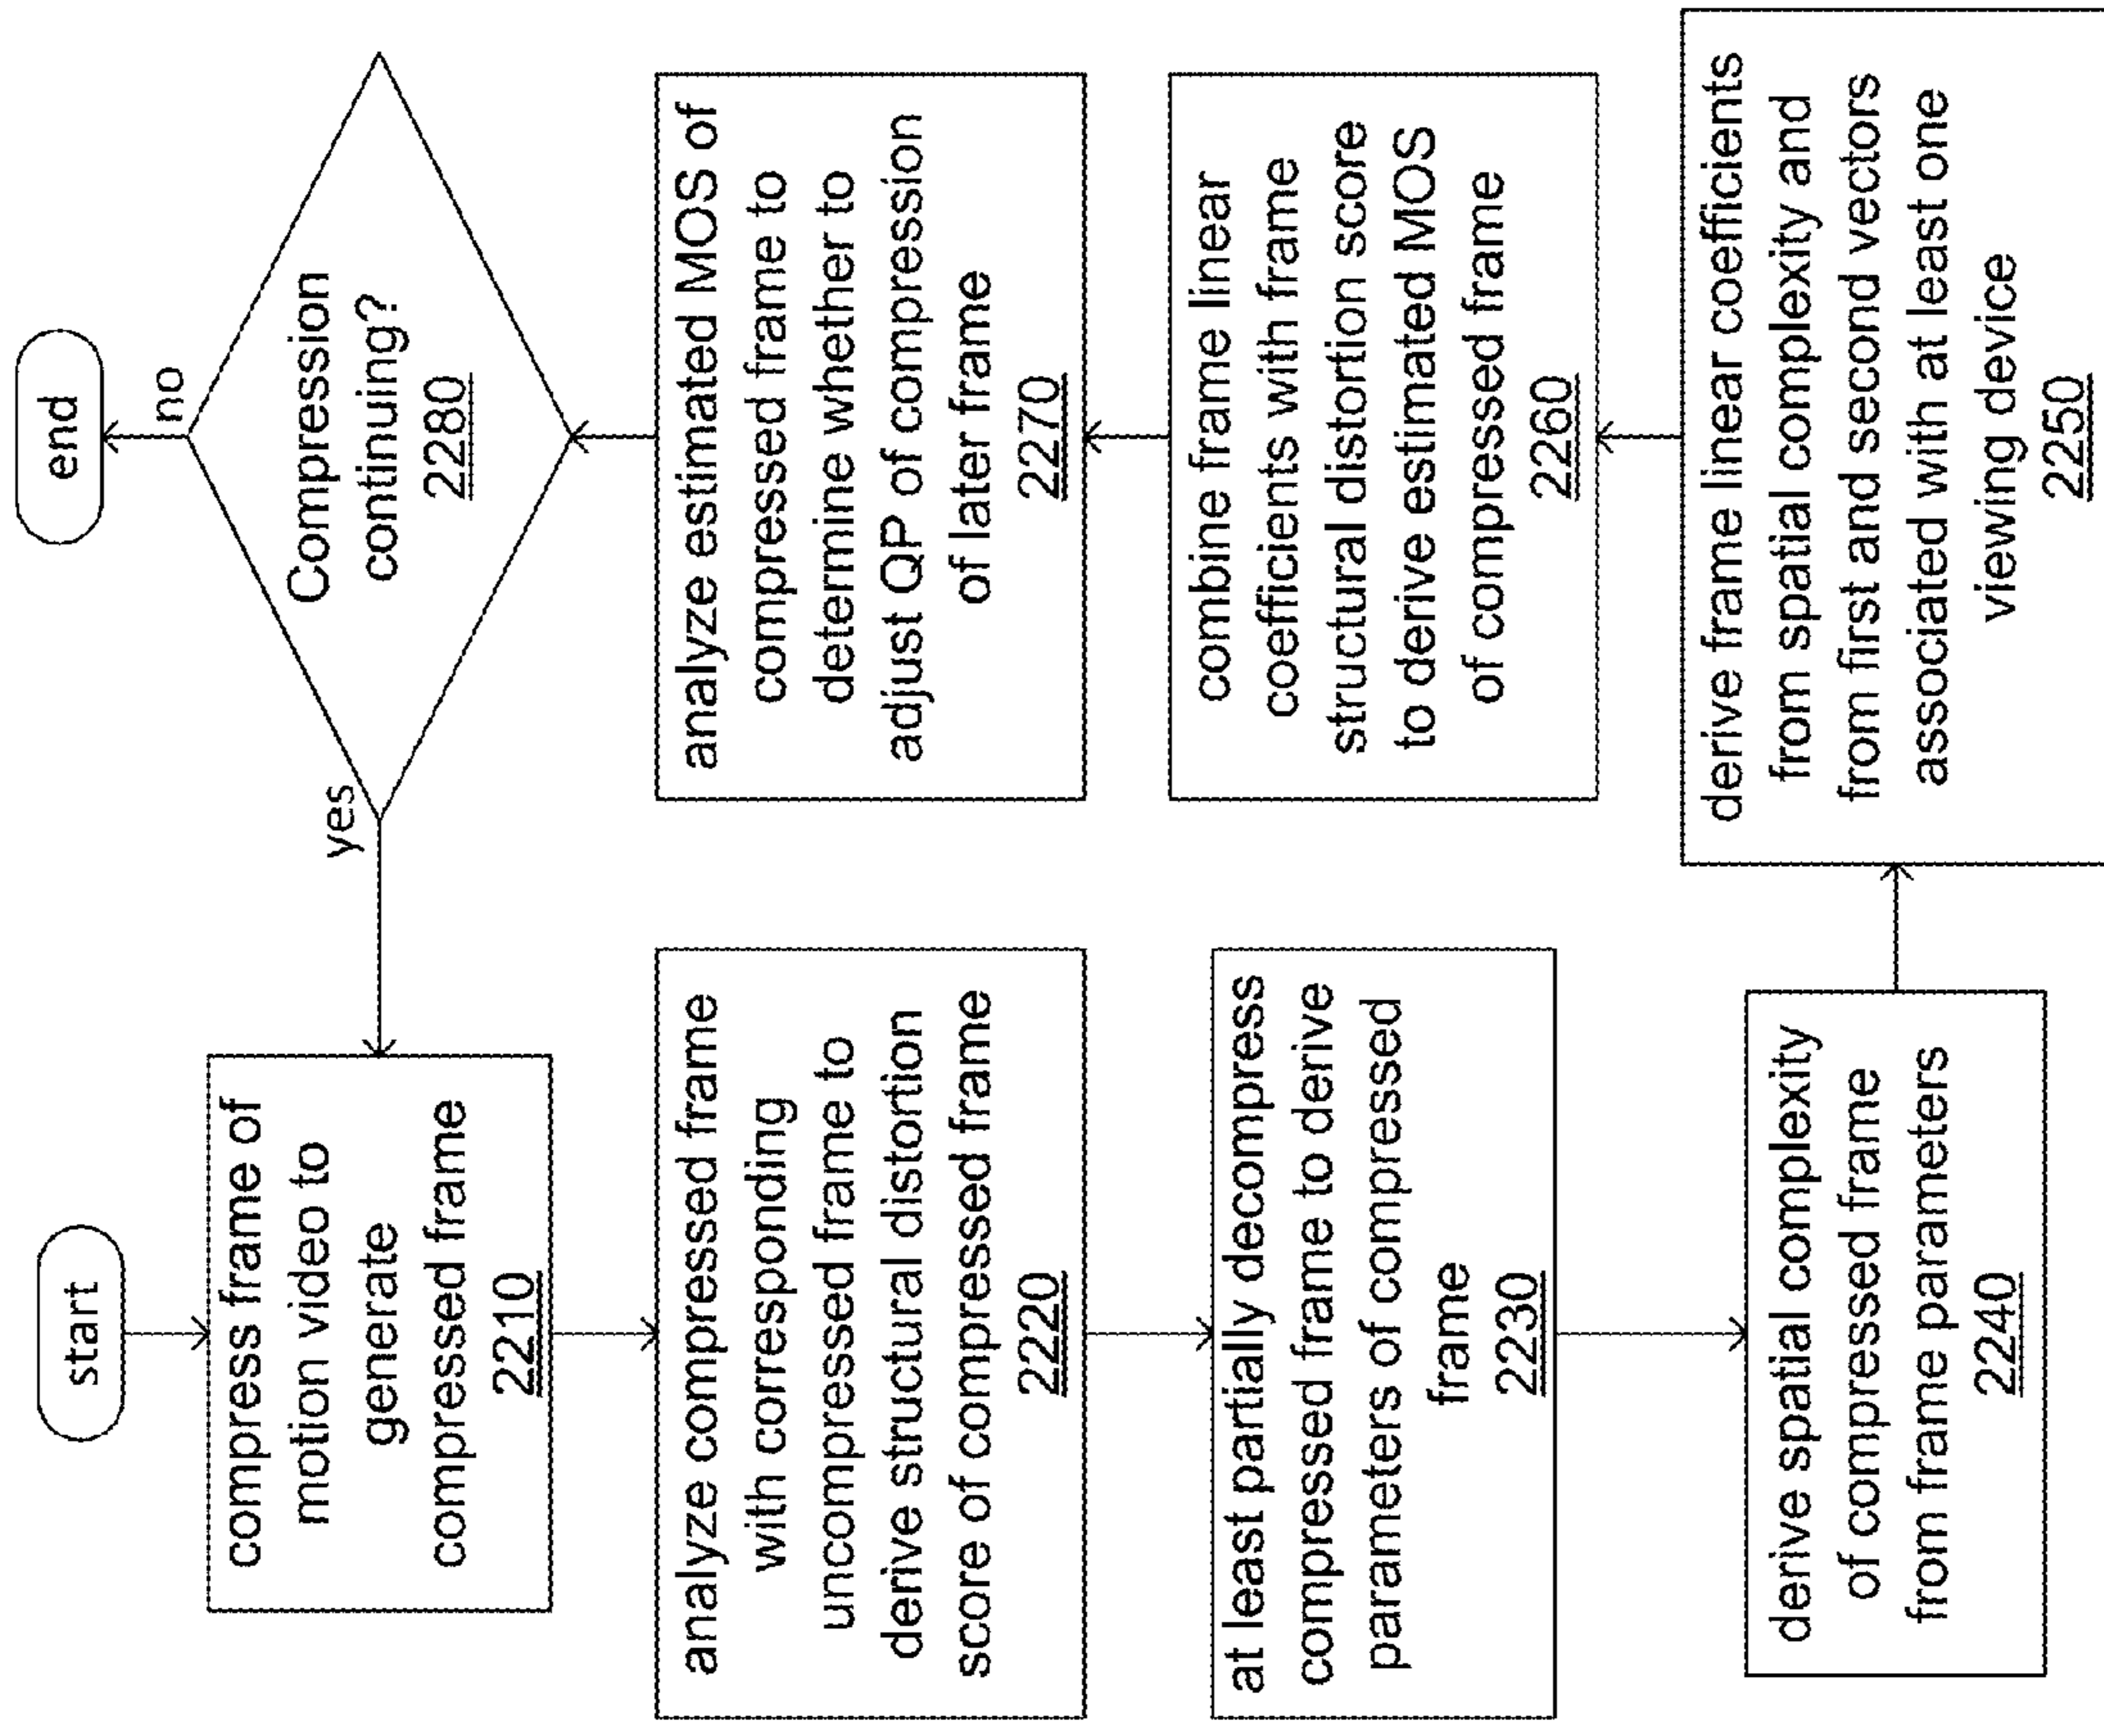 start
compress frame of
motion video to
generate
compressed frame
2210
analyze compressed frame
with corresponding
uncompressed frame to
derive structural distortion
score of compressed frame
2220
at least partially decompress
compressed frame to derive
parameters of compressed
frame
2230
derive spatial complexity
of compressed frame
from frame parameters
2240
derive frame linear coefficients
from spatial complexity and
from first and second vectors
associated with at least one
viewing device
2250
combine frame linear
coefficients with frame
structural distortion score
to derive estimated MOS
of compressed frame
2260
analyze estimated MOS of
compressed frame to
determine whether to
adjust QP of compression
of later frame
2270
Compression
continuing?
2280
yes
no
end